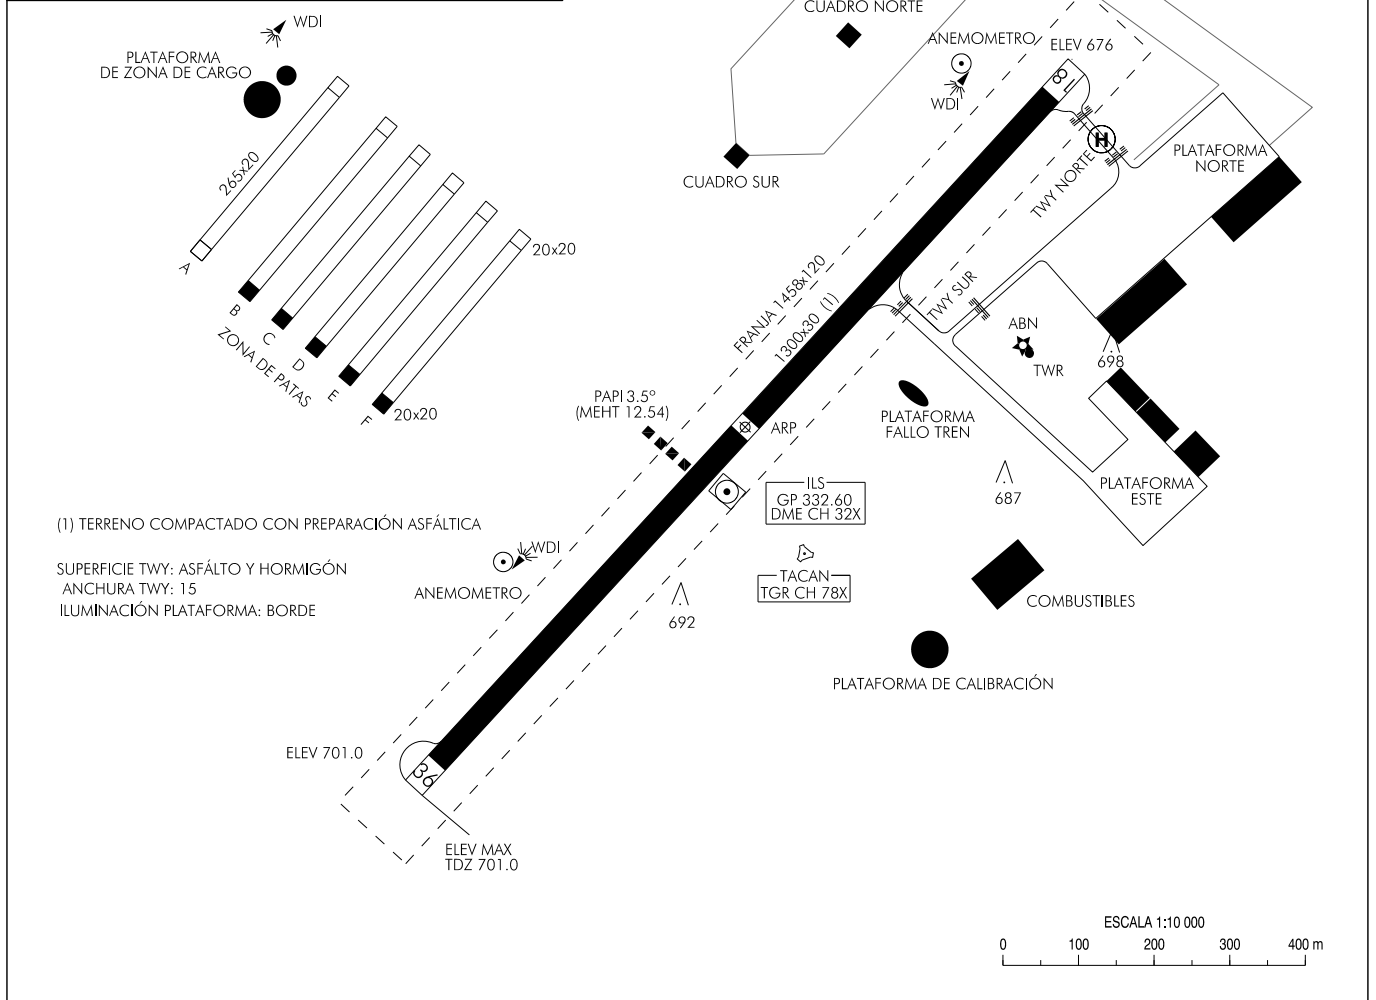 CUADRO NORTE
WDI
PLATAFORMA
DE ZONA DE CARGO
ANEMOMETRO
ELEV 676
WDI
18
H
PLATAFORMA
NORTE
CUADRO SUR
TWY NORTE
265x20
20x20
A
B
C
D
E
F
ZONA DE PATAS
20x20
FRANJA 1458x120
1300x30 (1)
TWY SUR
ABN
TWR
698
PAPI 3.5º
(MEHT 12.54)
ARP
PLATAFORMA
FALLO TREN
ILS
GP 332.60
DME CH 32X
687
PLATAFORMA
ESTE
(1) TERRENO COMPACTADO CON PREPARACIÓN ASFÁLTICA
SUPERFICIE TWY: ASFÁLTO Y HORMIGÓN
ANCHURA TWY: 15
ILUMINACIÓN PLATAFORMA: BORDE
WDI
ANEMOMETRO
TACAN
TGR CH 78X
692
COMBUSTIBLES
PLATAFORMA DE CALIBRACIÓN
ELEV 701.0
36
ELEV MAX
TDZ 701.0
ESCALA 1:10 000
0 100 200 300 400 m